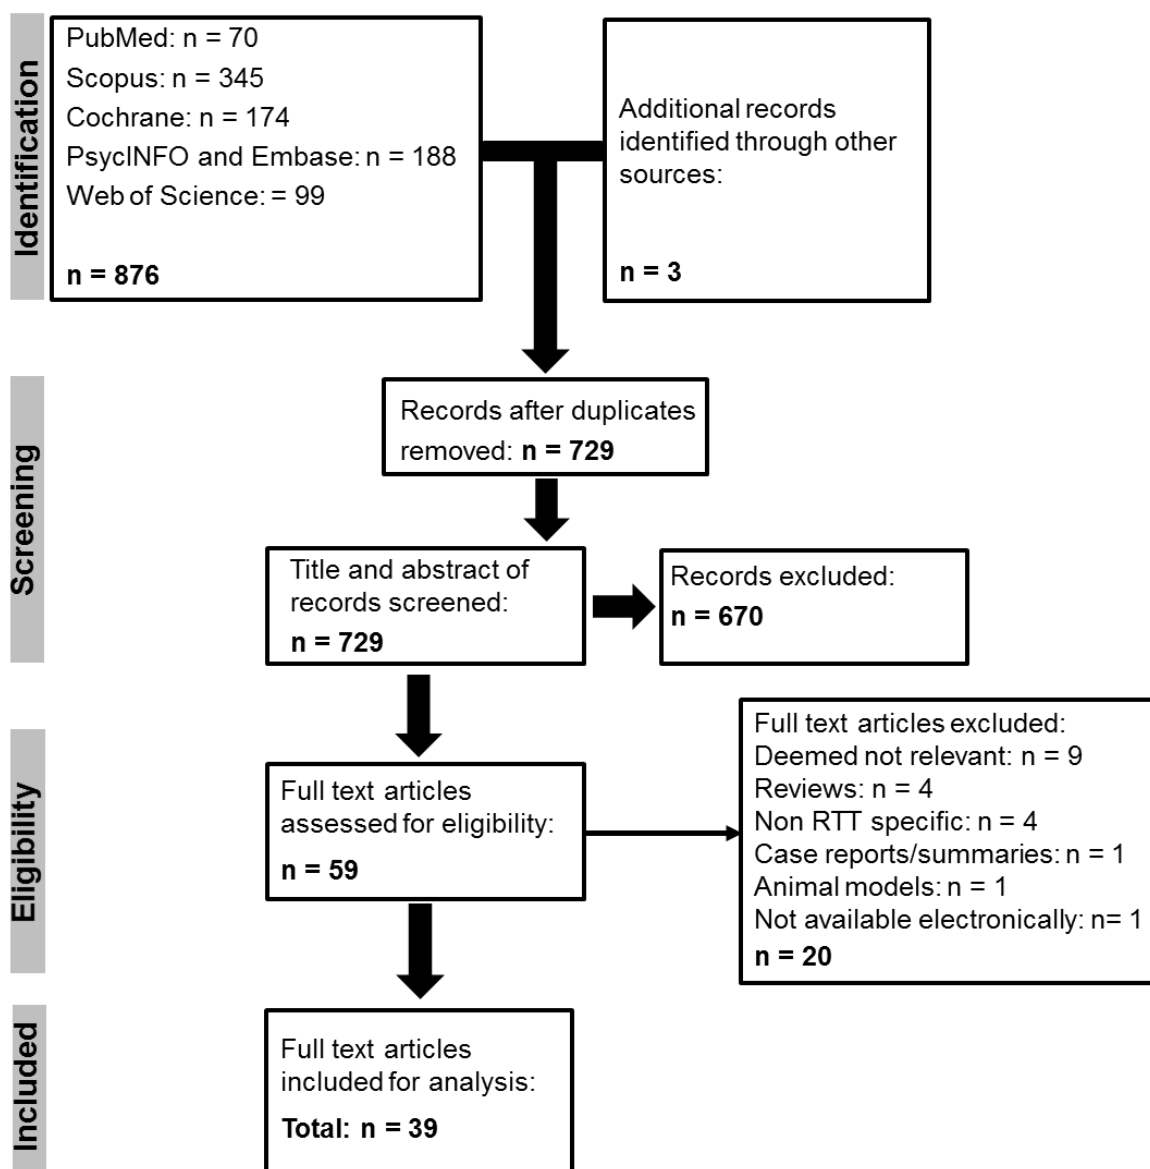 Identification
PubMed: n = 70
Scopus: n = 345
Cochrane: n = 174
PsycINFO and Embase: n = 188
Web of Science: = 99
n = 876
Additional records
identified through other
sources:
n = 3
Screening
Records after duplicates
removed: n = 729
Title and abstract of
records screened:
n = 729
Records excluded:
n = 670
Eligibility
Full text articles
assessed for eligibility:
n = 59
Full text articles excluded:
Deemed not relevant: n = 9
Reviews: n = 4
Non RTT specific: n = 4
Case reports/summaries: n = 1
Animal models: n = 1
Not available electronically: n= 1
n = 20
Included
Full text articles
included for analysis:
Total: n = 39